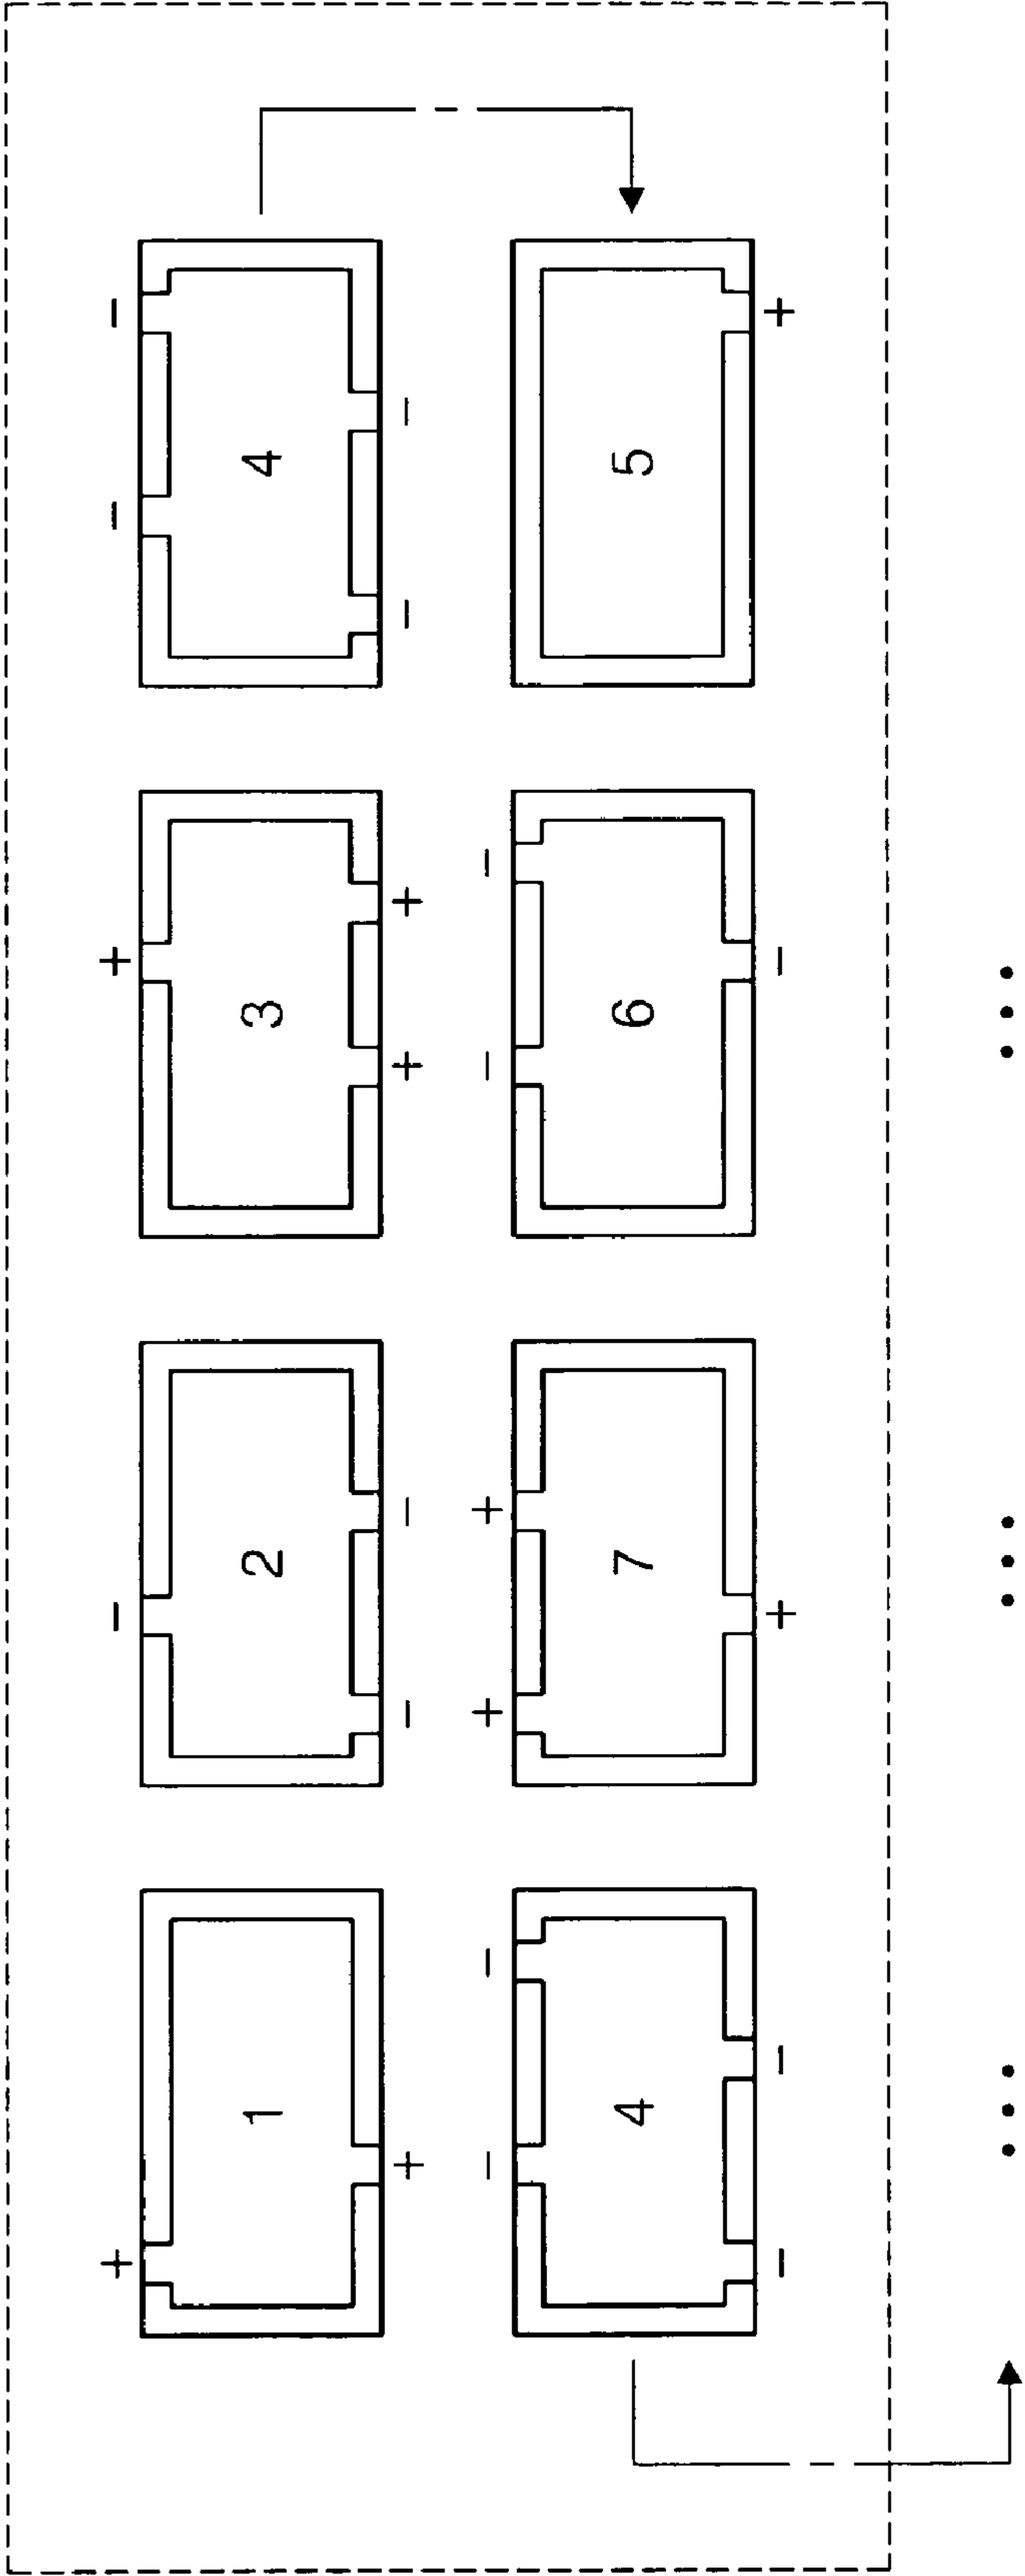 + − + − −
1 2 3 4
+ − − + + − −
− − + + − −
4 7 6 5
− − + − +